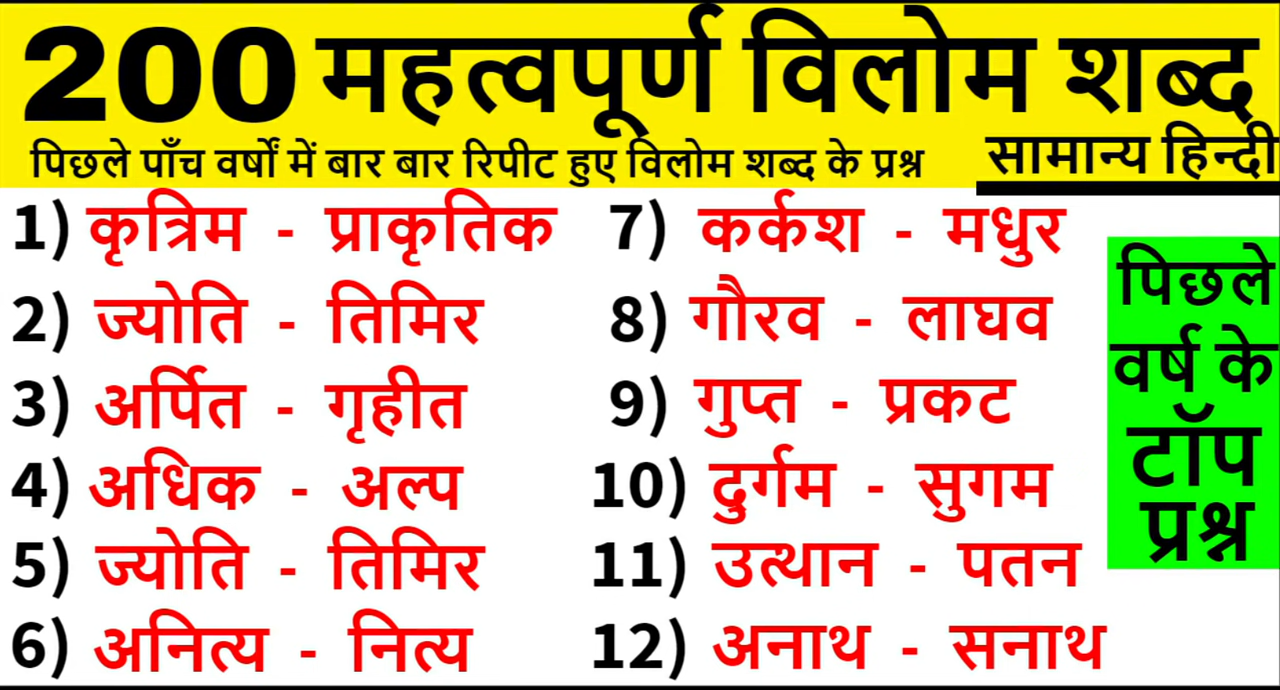 200 महत्वपूर्ण विलोम शब्द
पिछले पाँच वर्षों में बार बार रिपीट हुए विलोम शब्द के प्रश्न
सामान्य हिन्दी
1) कृत्रिम - प्राकृतिक
2) ज्योति - तिमिर
3) अर्पित - गृहीत
4) अधिक - अल्प
5) ज्योति - तिमिर
6) अनित्य - नित्य
7) कर्कश - मधुर
8) गौरव - लाघव
9) गुप्त - प्रकट
10) दुर्गम - सुगम
11) उत्थान - पतन
12) अनाथ - सनाथ
पिछले
वर्ष के
टॉप
प्रश्न